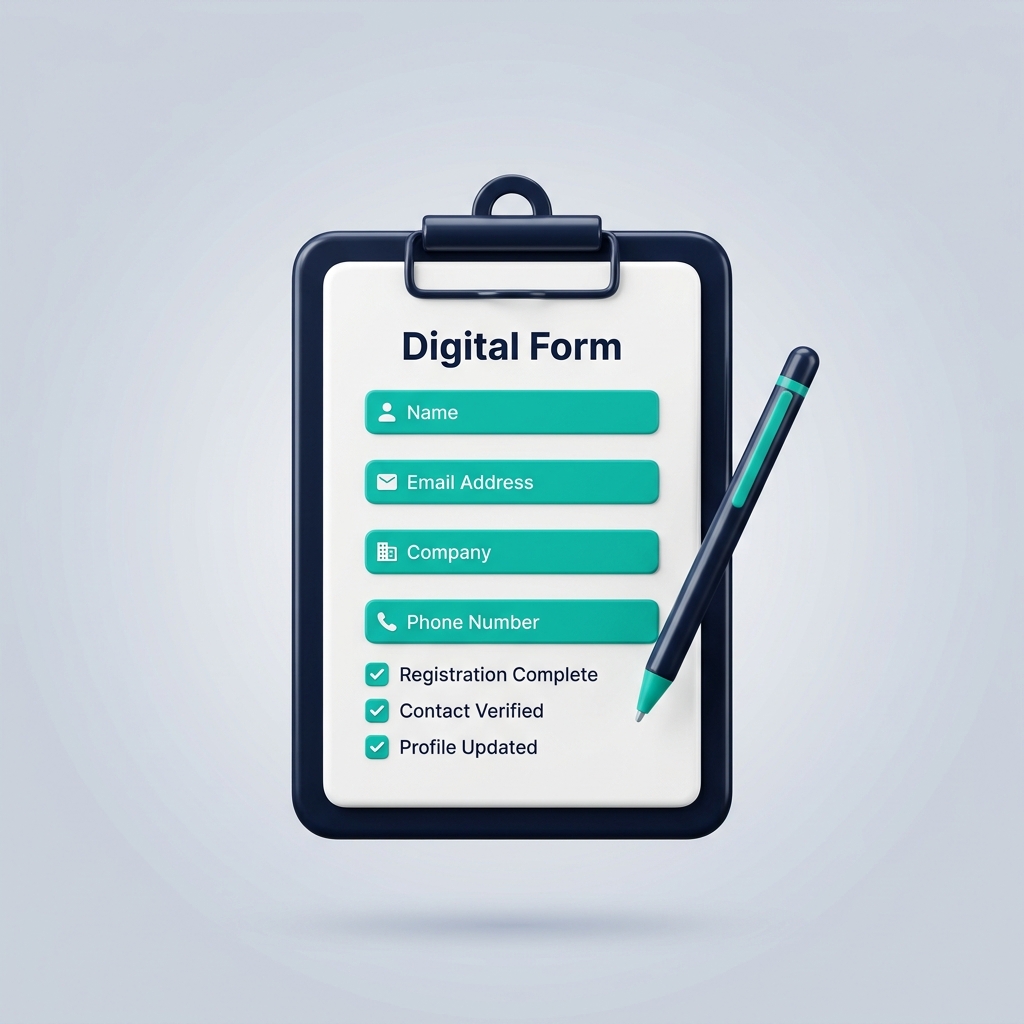 Digital Form
Name
Email Address
Company
Phone Number
Registration Complete
Contact Verified
Profile Updated